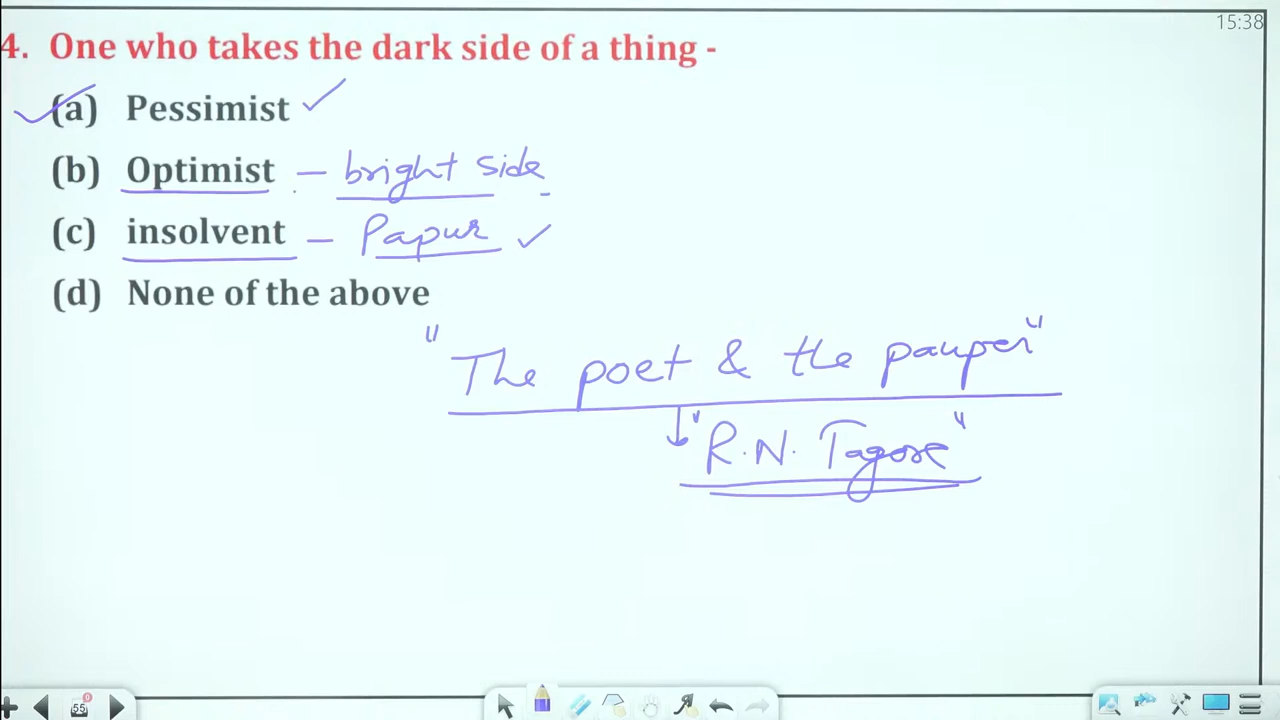 15:38
4. One who takes the dark side of a thing -
(a) Pessimist
(b) Optimist – bright side
(c) insolvent – Papur
(d) None of the above
"The poet & the pauper"
"R.N. Tagore"
55
0